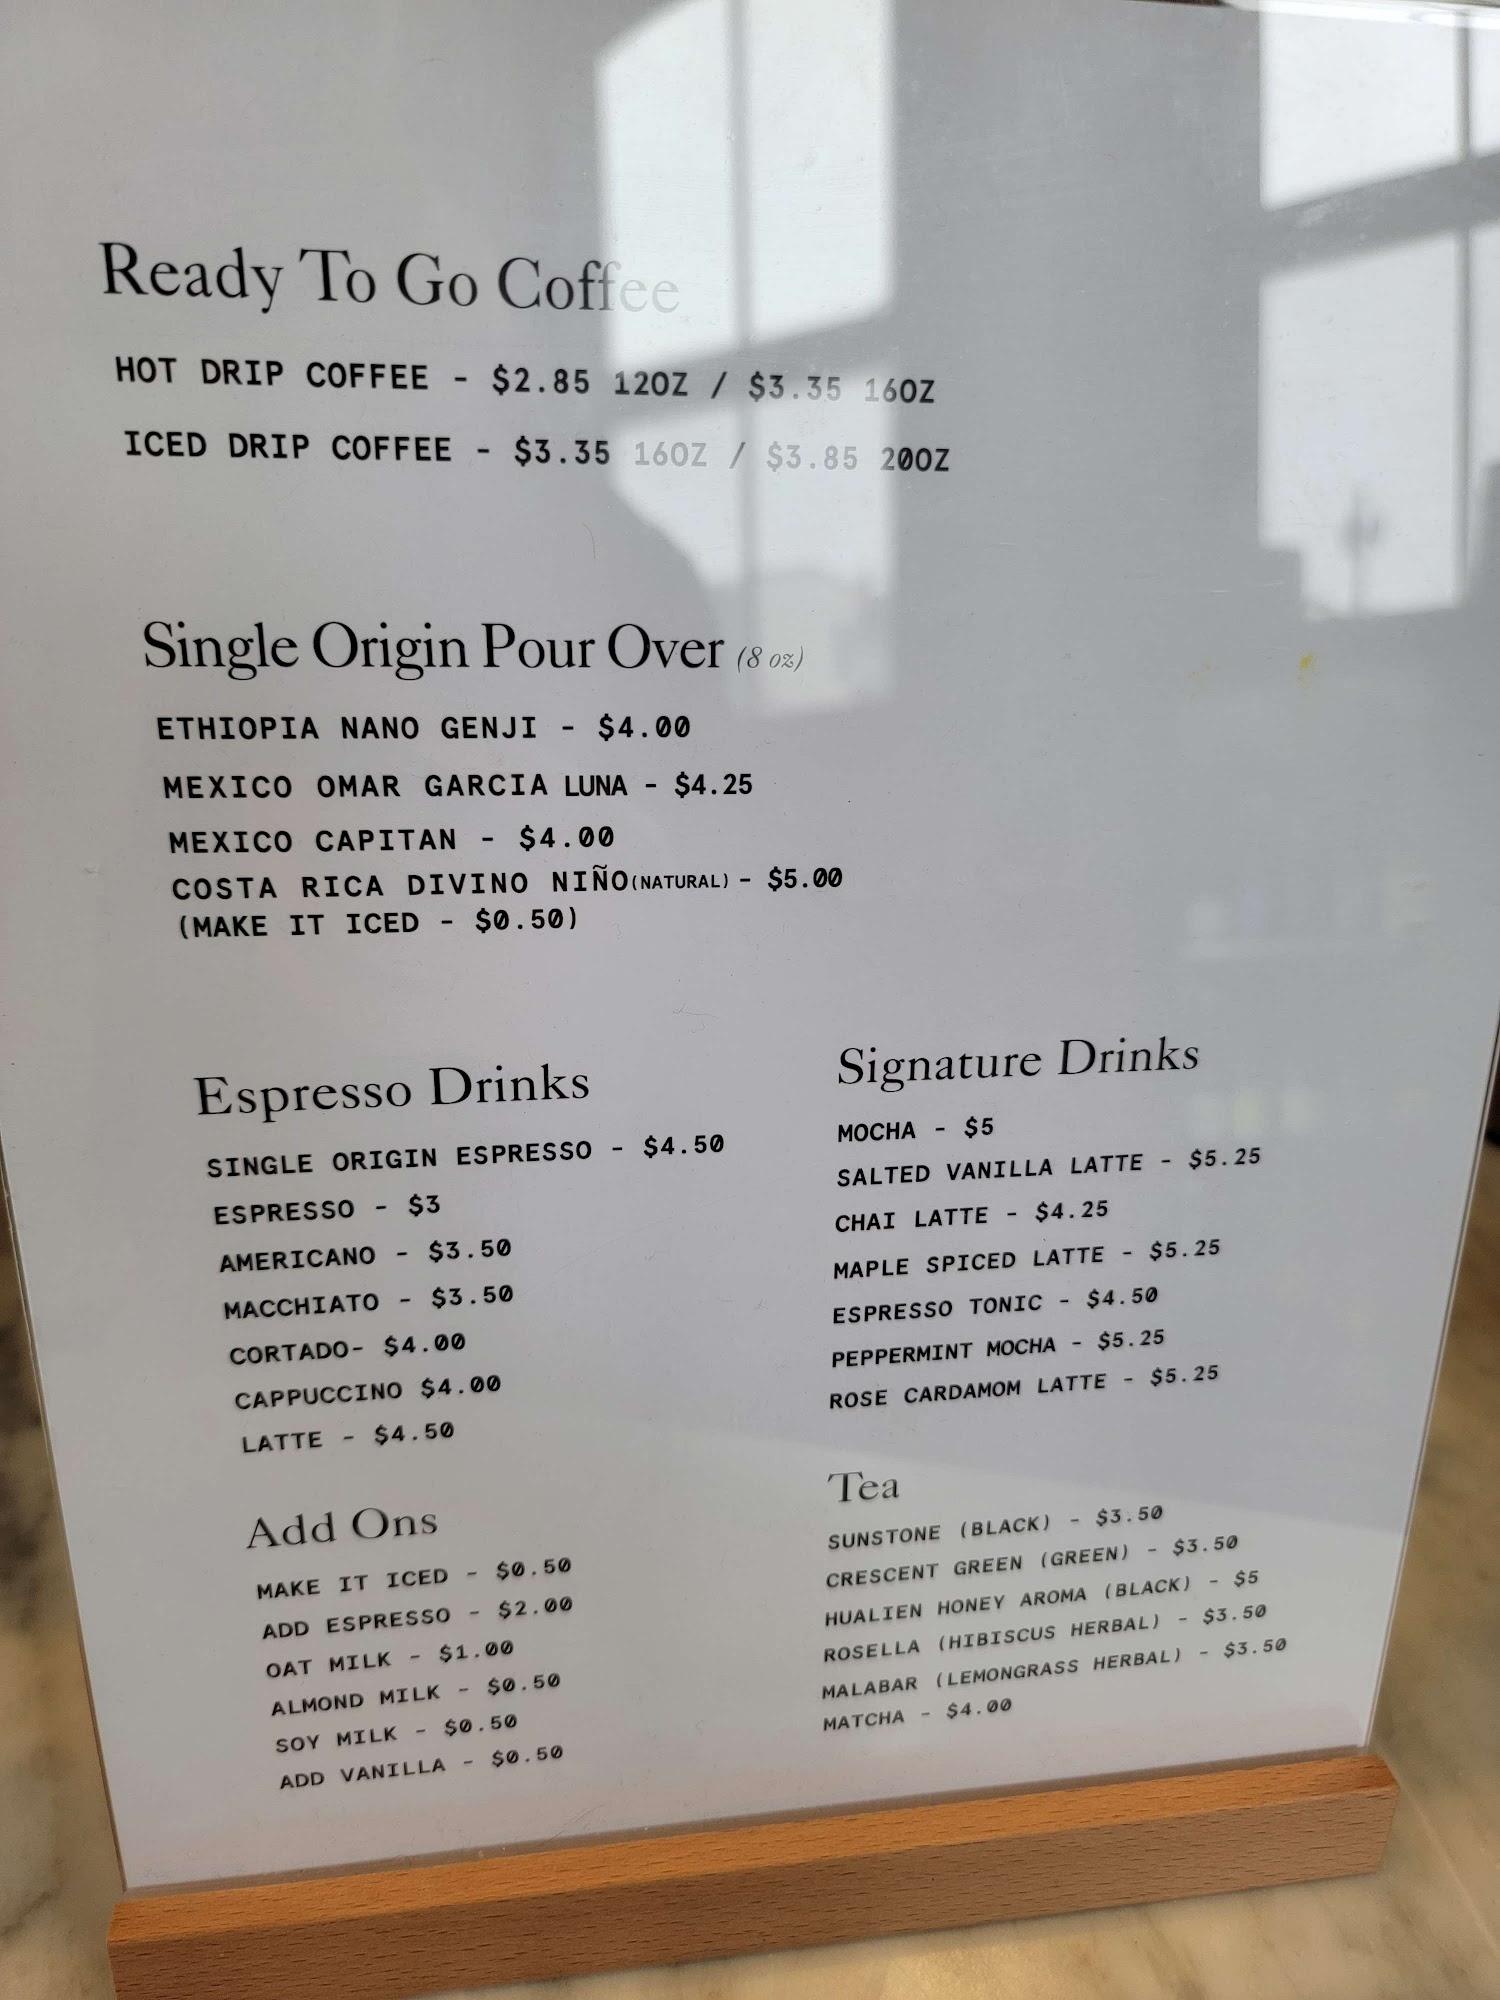 Ready To Go Coffee
HOT DRIP COFFEE - $2.85 12OZ / $3.35 16OZ
ICED DRIP COFFEE - $3.35 16OZ / $3.85 20OZ
Single Origin Pour Over (8 oz)
ETHIOPIA NANO GENJI - $4.00
MEXICO OMAR GARCIA LUNA - $4.25
MEXICO CAPITAN - $4.00
COSTA RICA DIVINO NIÑO(NATURAL) - $5.00
(MAKE IT ICED - $0.50)
Espresso Drinks
SINGLE ORIGIN ESPRESSO - $4.50
ESPRESSO - $3
AMERICANO - $3.50
MACCHIATO - $3.50
CORTADO- $4.00
CAPPUCCINO $4.00
LATTE - $4.50
Add Ons
MAKE IT ICED - $0.50
ADD ESPRESSO - $2.00
OAT MILK - $1.00
ALMOND MILK - $0.50
SOY MILK - $0.50
ADD VANILLA - $0.50
Signature Drinks
MOCHA - $5
SALTED VANILLA LATTE - $5.25
CHAI LATTE - $4.25
MAPLE SPICED LATTE - $5.25
ESPRESSO TONIC - $4.50
PEPPERMINT MOCHA - $5.25
ROSE CARDAMOM LATTE - $5.25
Tea
SUNSTONE (BLACK) - $3.50
CRESCENT GREEN (GREEN) - $3.50
HUALIEN HONEY AROMA (BLACK) - $5
ROSELLA (HIBISCUS HERBAL) - $3.50
MALABAR (LEMONGRASS HERBAL) - $3.50
MATCHA - $4.00